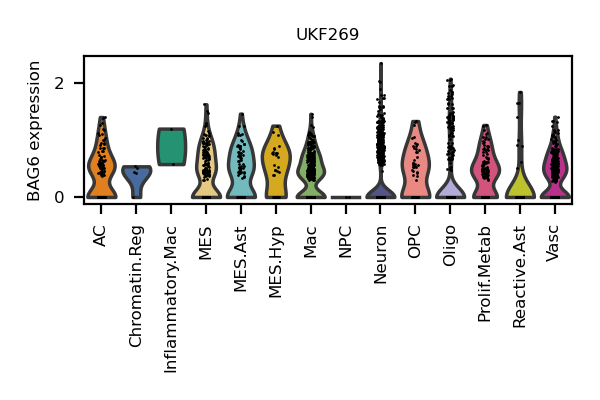 UKF269
BAG6 expression
2
0
AC
Chromatin.Reg
Inflammatory.Mac
MES
MES.Ast
MES.Hyp
Mac
NPC
Neuron
OPC
Oligo
Prolif.Metab
Reactive.Ast
Vasc